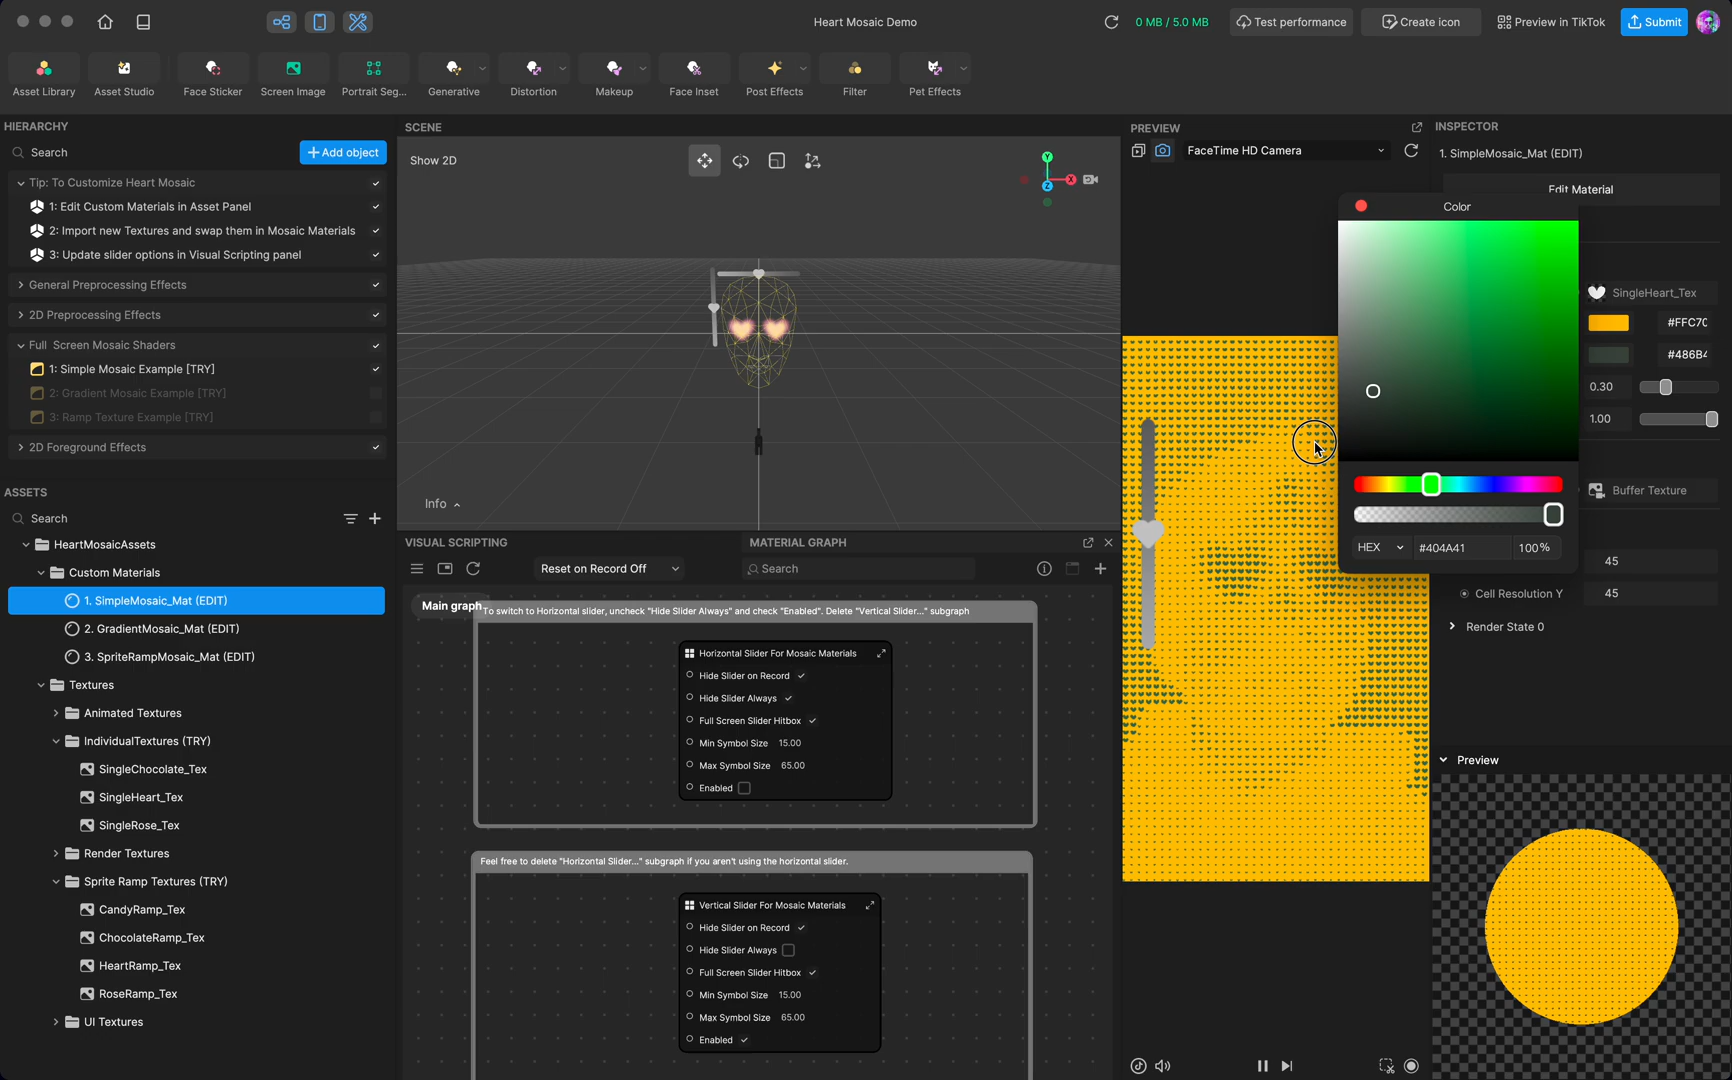 Heart Mosaic Demo
0 MB / 5.0 MB
Test performance
Create icon
Preview in TikTok
Submit
Asset Library
Asset Studio
Face Sticker
Screen Image
Portrait Seg...
Generative
Distortion
Makeup
Face Inset
Post Effects
Filter
Pet Effects
HIERARCHY
Search
Add object
Tip: To Customize Heart Mosaic
1: Edit Custom Materials in Asset Panel
2: Import new Textures and swap them in Mosaic Materials
3: Update slider options in Visual Scripting panel
General Preprocessing Effects
2D Preprocessing Effects
Full Screen Mosaic Shaders
1: Simple Mosaic Example [TRY]
2: Gradient Mosaic Example [TRY]
3: Ramp Texture Example [TRY]
2D Foreground Effects
ASSETS
Search
HeartMosaicAssets
Custom Materials
1. SimpleMosaic_Mat (EDIT)
2. GradientMosaic_Mat (EDIT)
3. SpriteRampMosaic_Mat (EDIT)
Textures
Animated Textures
IndividualTextures (TRY)
SingleChocolate_Tex
SingleHeart_Tex
SingleRose_Tex
Render Textures
Sprite Ramp Textures (TRY)
CandyRamp_Tex
ChocolateRamp_Tex
HeartRamp_Tex
RoseRamp_Tex
UI Textures
SCENE
Show 2D
Y
X
Z
Info
VISUAL SCRIPTING
MATERIAL GRAPH
Reset on Record Off
Search
Main graph
To switch to Horizontal slider, uncheck "Hide Slider Always" and check "Enabled". Delete "Vertical Slider..." subgraph
Horizontal Slider For Mosaic Materials
Hide Slider on Record
Hide Slider Always
Full Screen Slider Hitbox
Min Symbol Size 15.00
Max Symbol Size 65.00
Enabled
Feel free to delete "Horizontal Slider..." subgraph if you aren't using the horizontal slider.
Vertical Slider For Mosaic Materials
Hide Slider on Record
Hide Slider Always
Full Screen Slider Hitbox
Min Symbol Size 15.00
Max Symbol Size 65.00
Enabled
PREVIEW
FaceTime HD Camera
INSPECTOR
1. SimpleMosaic_Mat (EDIT)
Edit Material
Color
HEX
#404A41
100%
SingleHeart_Tex
#FFC70
#486B4
0.30
1.00
Buffer Texture
45
Cell Resolution Y
45
Render State 0
Preview